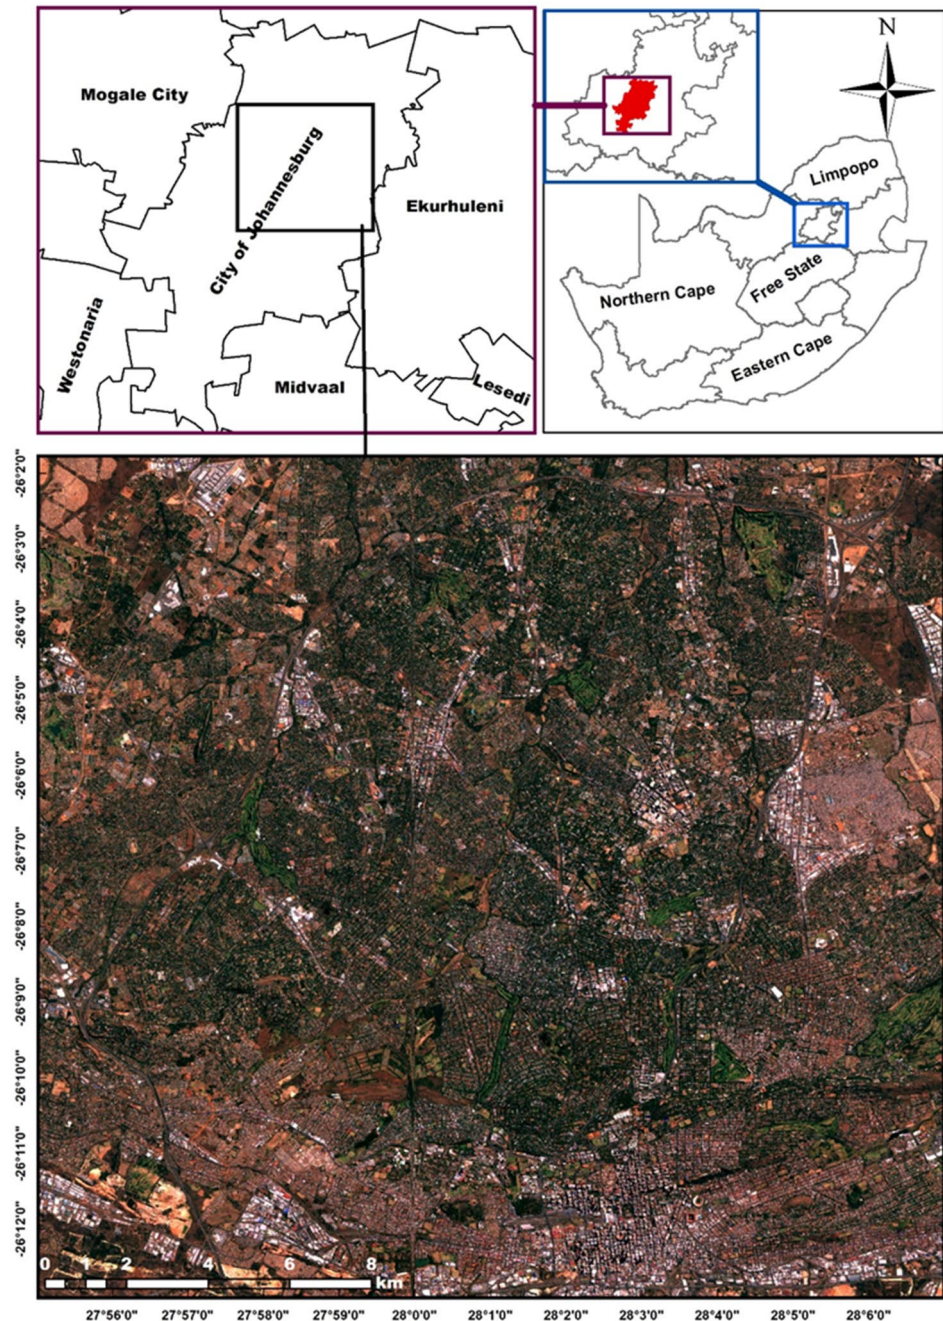 Mogale City
City of Johannesburg
Ekurhuleni
Westonaria
Midvaal
Lesedi
N
Limpopo
Northern Cape
Free State
Eastern Cape
-26°2'0"
-26°3'0"
-26°4'0"
-26°5'0"
-26°6'0"
-26°7'0"
-26°8'0"
-26°9'0"
-26°10'0"
-26°11'0"
-26°12'0"
0 1 2 4 6 8
km
27°56'0" 27°57'0" 27°58'0" 27°59'0" 28°0'0" 28°1'0" 28°2'0" 28°3'0" 28°4'0" 28°5'0" 28°6'0"